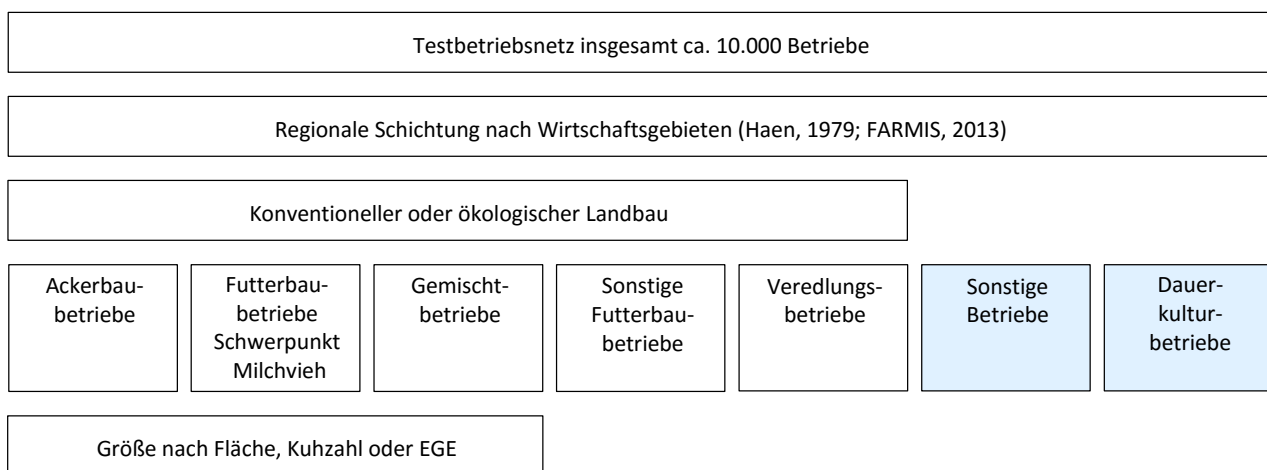 Testbetriebsnetz insgesamt ca. 10.000 Betriebe
Regionale Schichtung nach Wirtschaftsgebieten (Haen, 1979; FARMIS, 2013)
Konventioneller oder ökologischer Landbau
Ackerbau-
betriebe
Futterbau-
betriebe
Schwerpunkt
Milchvieh
Gemischt-
betriebe
Sonstige
Futterbau-
betriebe
Veredlungs-
betriebe
Sonstige
Betriebe
Dauer-
kultur-
betriebe
Größe nach Fläche, Kuhzahl oder EGE